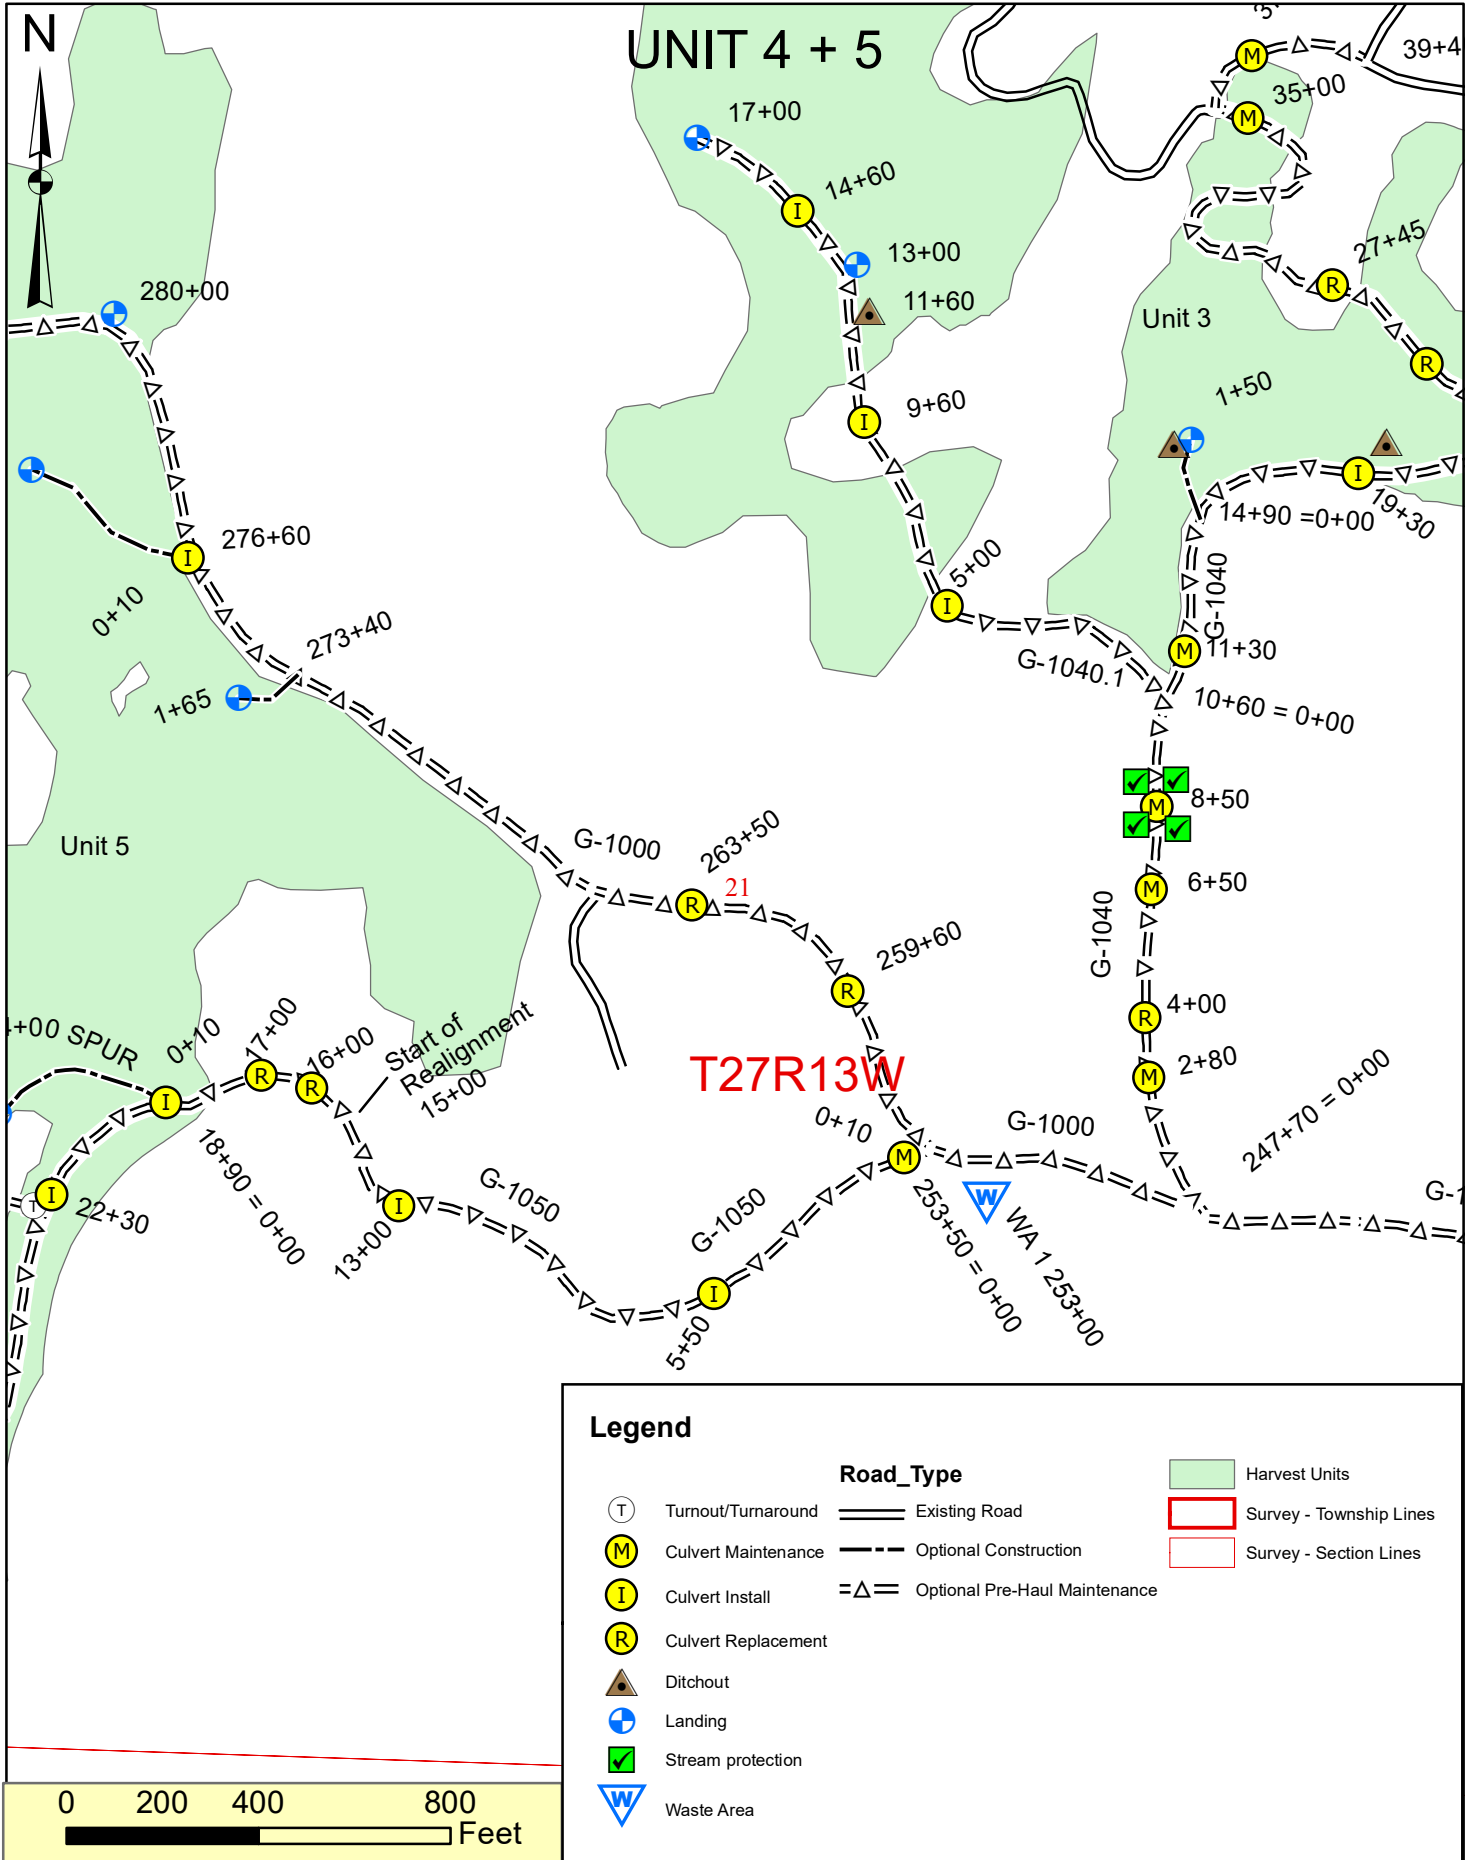 N
UNIT 4 + 5
39+4
35+00
M
M
17+00
14+60
I
27+45
R
13+00
280+00
11+60
Unit 3
R
1+50
9+60
I
I
19+30
14+90 =0+00
276+60
I
5+00
I
G-1040
0+10
273+40
M
11+30
G-1040.1
1+65
10+60 = 0+00
8+50
M
Unit 5
G-1000
263+50
21
R
6+50
M
G-1040
259+60
R
4+00
R
+00 SPUR
0+10
17+00
16+00
Start of
Realignment
15+00
R
R
I
T27R13W
2+80
M
0+10
G-1000
247+70 = 0+00
M
G-1050
G-1050
W
WA 1 253+00
253+50 = 0+00
T
I
22+30
18+90 = 0+00
13+00
I
5+50
I
Legend
Road_Type
T Turnout/Turnaround
M Culvert Maintenance
I Culvert Install
R Culvert Replacement
Ditchout
Landing
Stream protection
W Waste Area
Existing Road
Optional Construction
Optional Pre-Haul Maintenance
Harvest Units
Survey - Township Lines
Survey - Section Lines
0 200 400 800
Feet